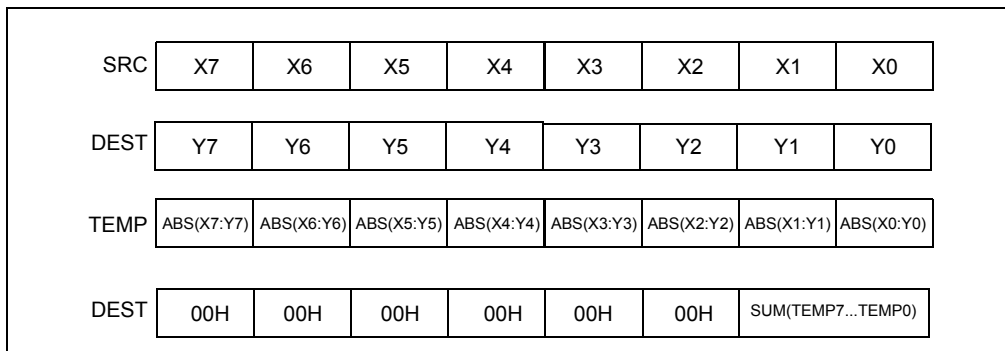 SRC X7 X6 X5 X4 X3 X2 X1 X0
DEST Y7 Y6 Y5 Y4 Y3 Y2 Y1 Y0
TEMP ABS(X7:Y7) ABS(X6:Y6) ABS(X5:Y5) ABS(X4:Y4) ABS(X3:Y3) ABS(X2:Y2) ABS(X1:Y1) ABS(X0:Y0)
DEST 00H 00H 00H 00H 00H 00H SUM(TEMP7...TEMP0)